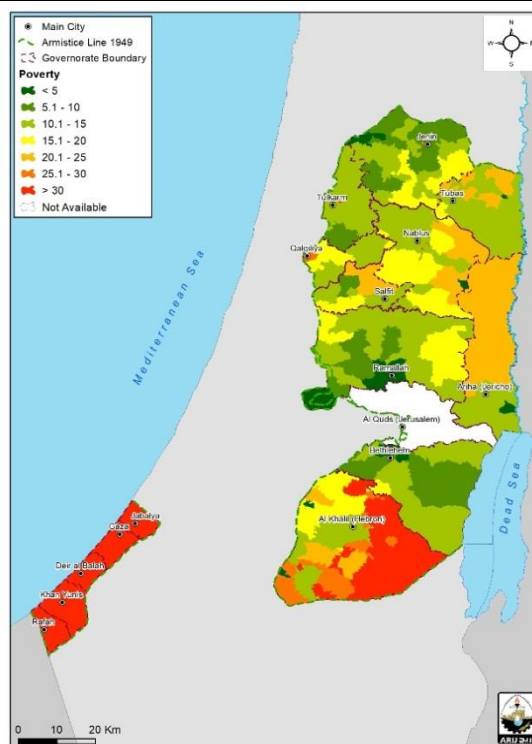 Main City
Armistice Line 1949
Governorate Boundary
Poverty
< 5
5.1 - 10
10.1 - 15
15.1 - 20
20.1 - 25
25.1 - 30
> 30
Not Available
N
W
S
Jenin
Tubas
Tulkarm
Nablus
Qalqiliya
Salfit
Mediterranean Sea
Ramallah
Ariha (Jericho)
Al Quds (Jerusalem)
Bethlehem
Dead Sea
Al Khalil (Hebron)
Jabalya
Gaza
Deir al Balah
Khan Yunis
Rafah
0 10 20 Km
ARIJ